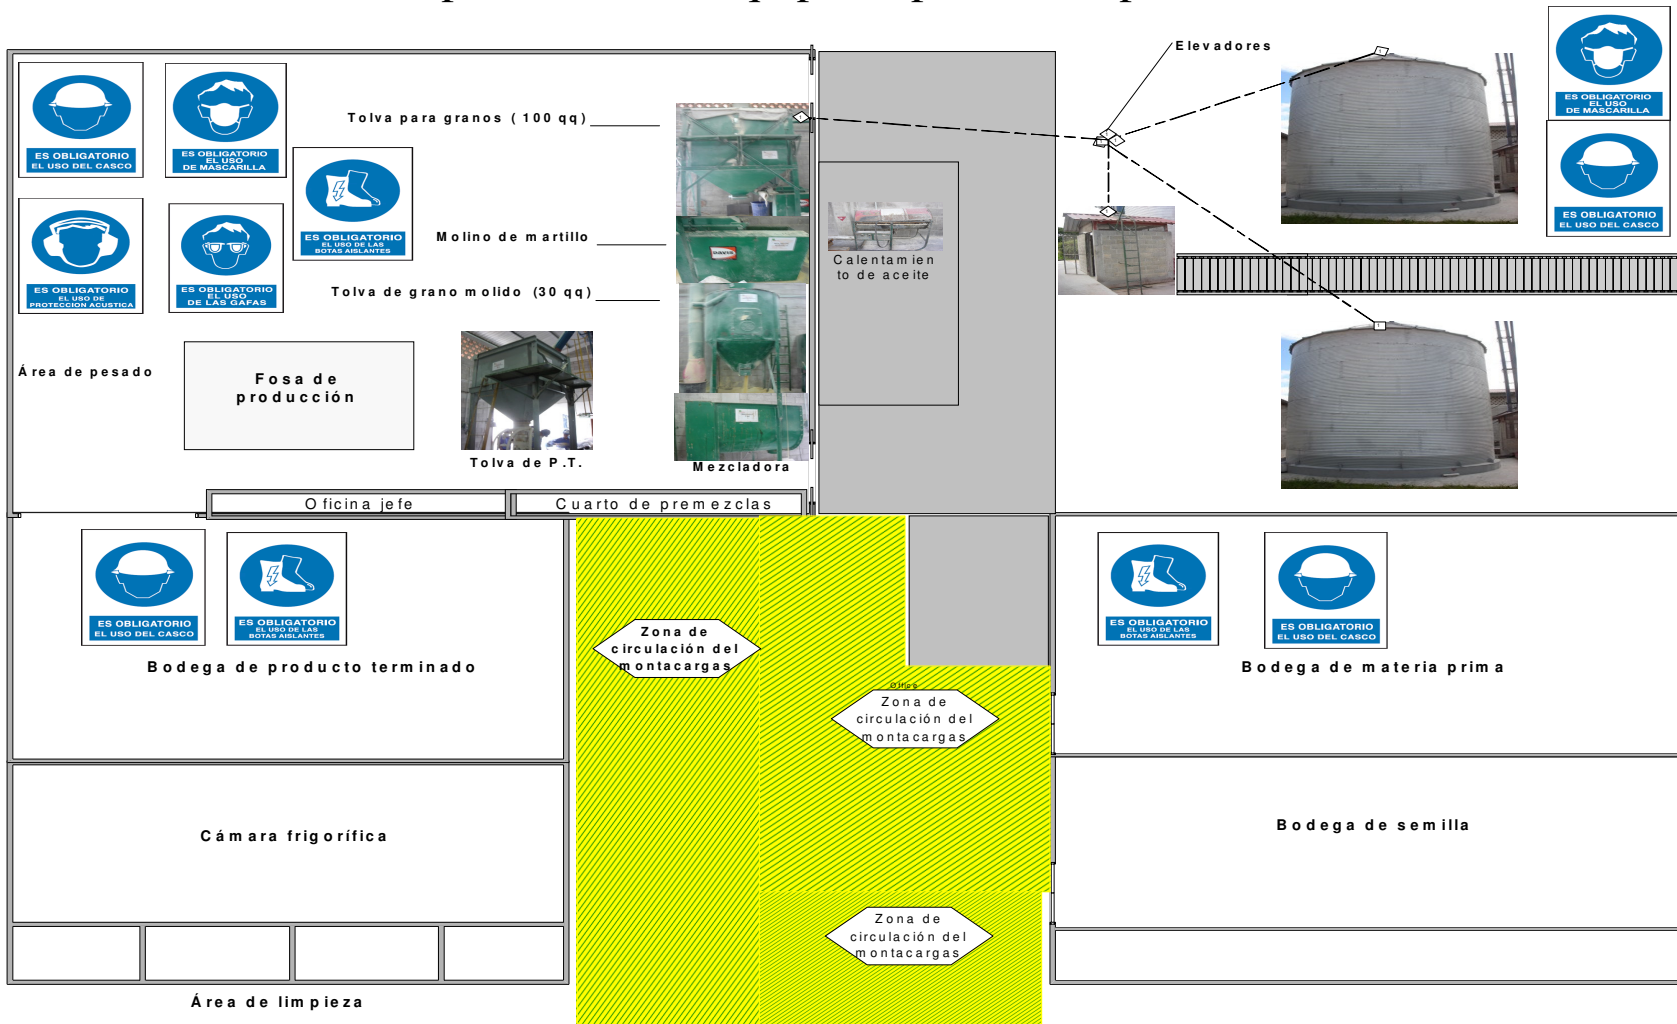 Elevadores
ES OBLIGATORIO
EL USO DEL CASCO
ES OBLIGATORIO
EL USO
DE MASCARILLA
Tolva para granos ( 100 qq)
ES OBLIGATORIO
EL USO
DE MASCARILLA
ES OBLIGATORIO
EL USO DEL CASCO
ES OBLIGATORIO
EL USO DE LAS
BOTAS AISLANTES
Molino de martillo
Calentamien
to de aceite
ES OBLIGATORIO
EL USO DE
PROTECCION ACUSTICA
ES OBLIGATORIO
EL USO
DE LAS GAFAS
Tolva de grano molido (30 qq)
Área de pesado
Fosa de
producción
Tolva de P.T.
Mezcladora
Oficina jefe
Cuarto de premezclas
ES OBLIGATORIO
EL USO DEL CASCO
ES OBLIGATORIO
EL USO DE LAS
BOTAS AISLANTES
Bodega de producto terminado
Zona de
circulación del
montacargas
ES OBLIGATORIO
EL USO DE LAS
BOTAS AISLANTES
ES OBLIGATORIO
EL USO DEL CASCO
Bodega de materia prima
Office
Zona de
circulación del
montacargas
Cámara frigorífica
Bodega de semilla
Zona de
circulación del
montacargas
Área de limpieza